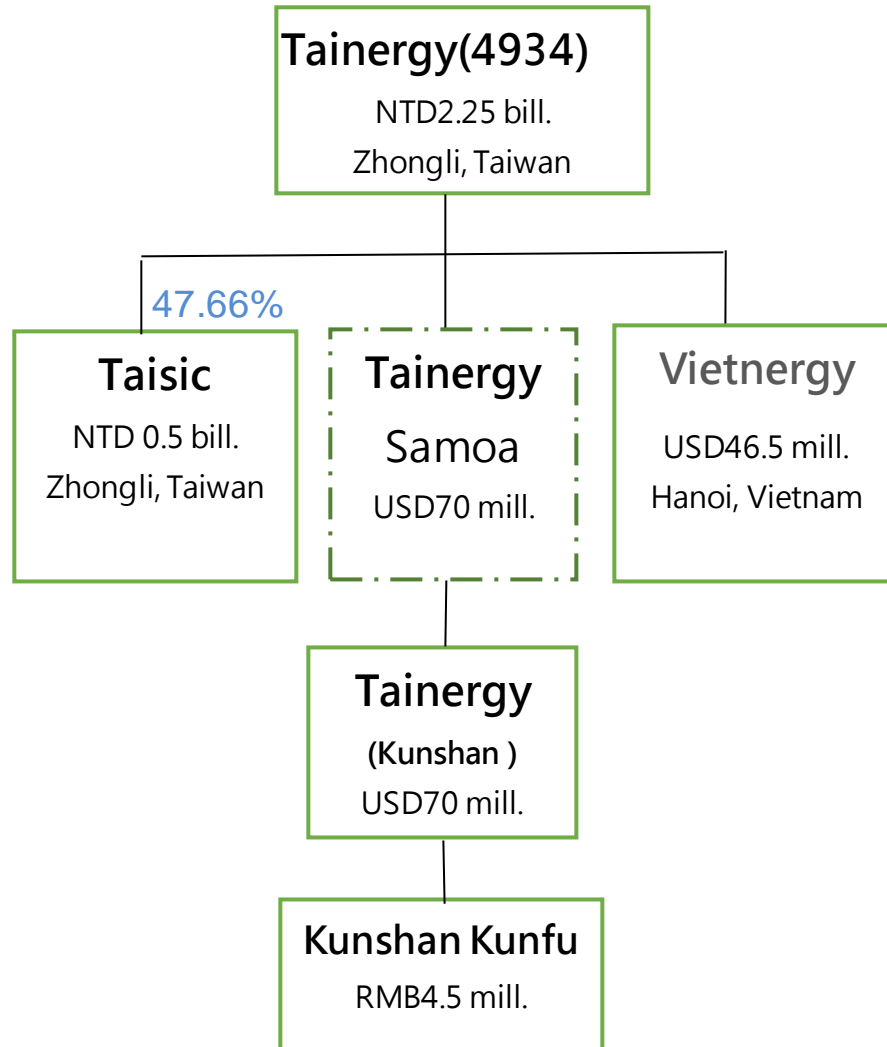 Tainergy(4934)
NTD2.25 bill.
Zhongli, Taiwan
47.66%
Taisic
NTD 0.5 bill.
Zhongli, Taiwan
Tainergy
Samoa
USD70 mill.
Vietnergy
USD46.5 mill.
Hanoi, Vietnam
Tainergy
(Kunshan )
USD70 mill.
Kunshan Kunfu
RMB4.5 mill.